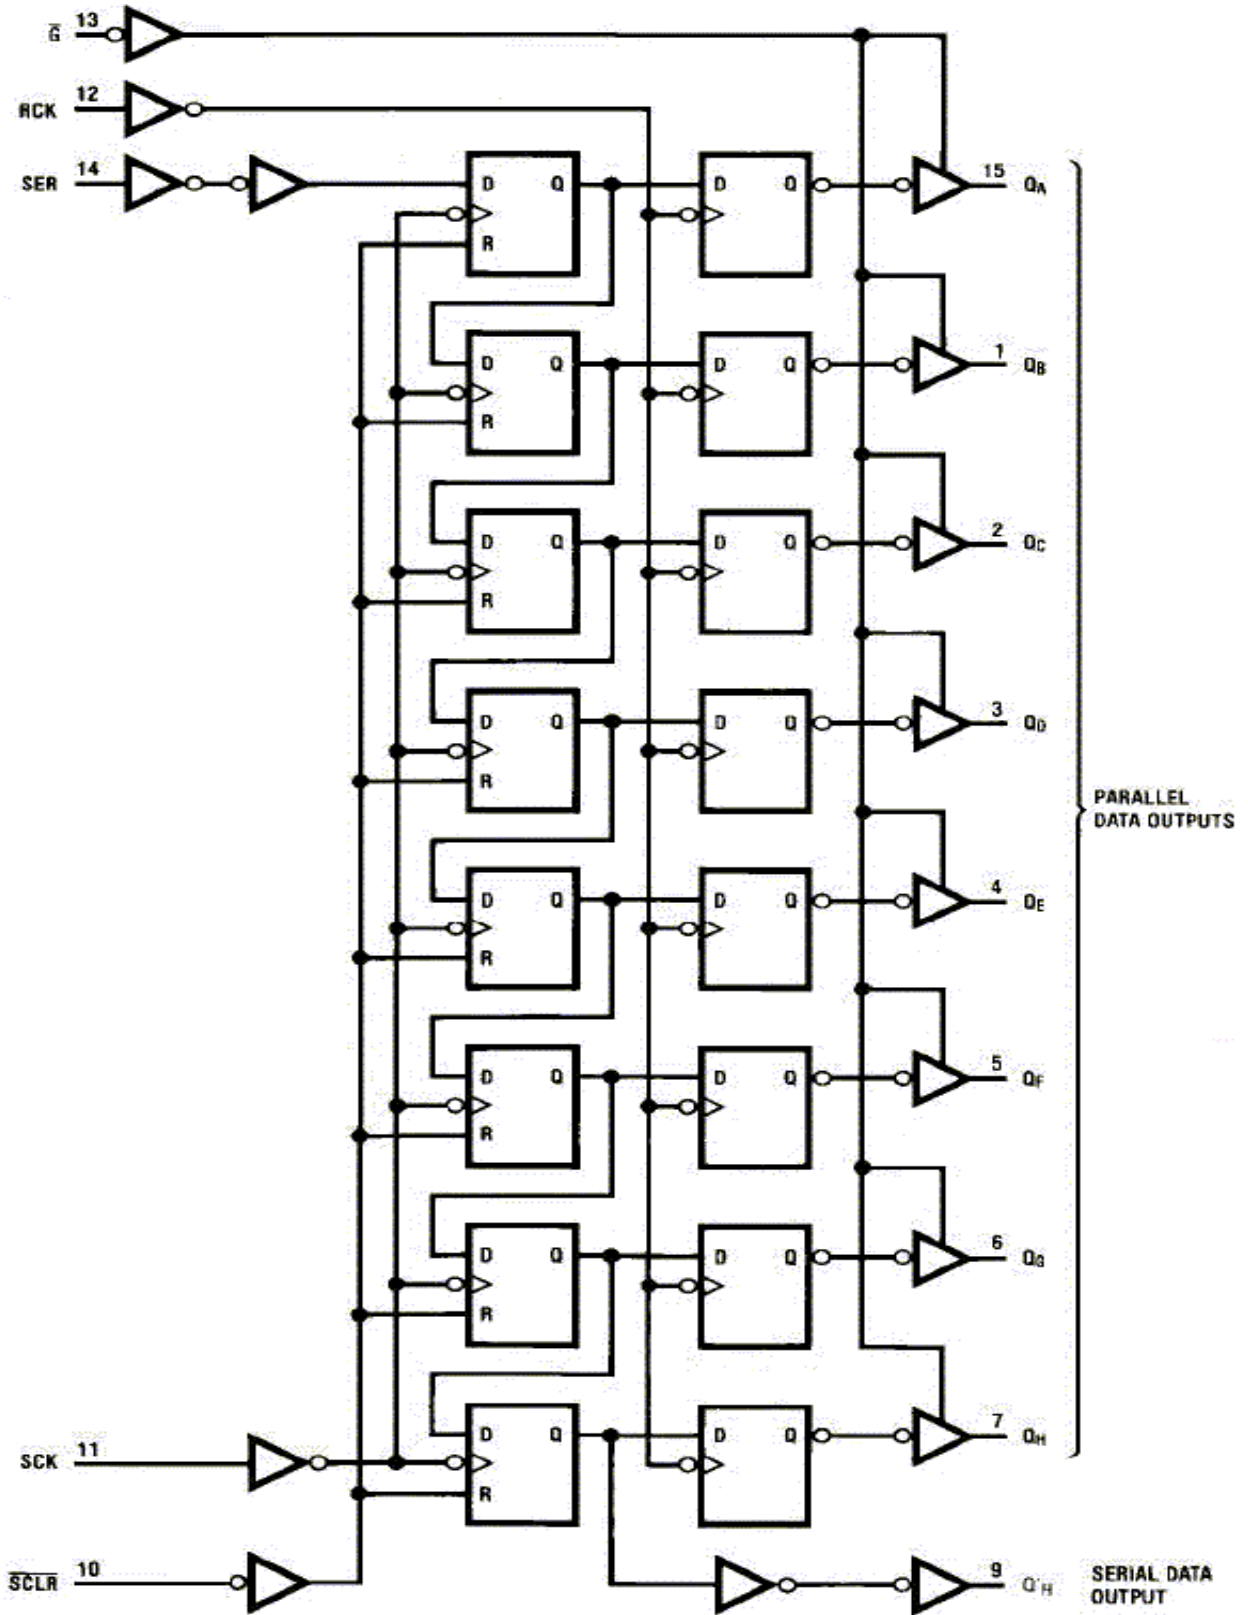 G̅ 13
RCK 12
SER 14
D Q D Q 15 QA
R
D Q D Q 1 QB
R
D Q D Q 2 QC
R
D Q D Q 3 QD
R
PARALLEL
DATA OUTPUTS
D Q D Q 4 QE
R
D Q D Q 5 QF
R
D Q D Q 6 QG
R
D Q D Q 7 QH
SCK 11
R
S̅C̅L̅R̅ 10
9 Q'H
SERIAL DATA
OUTPUT